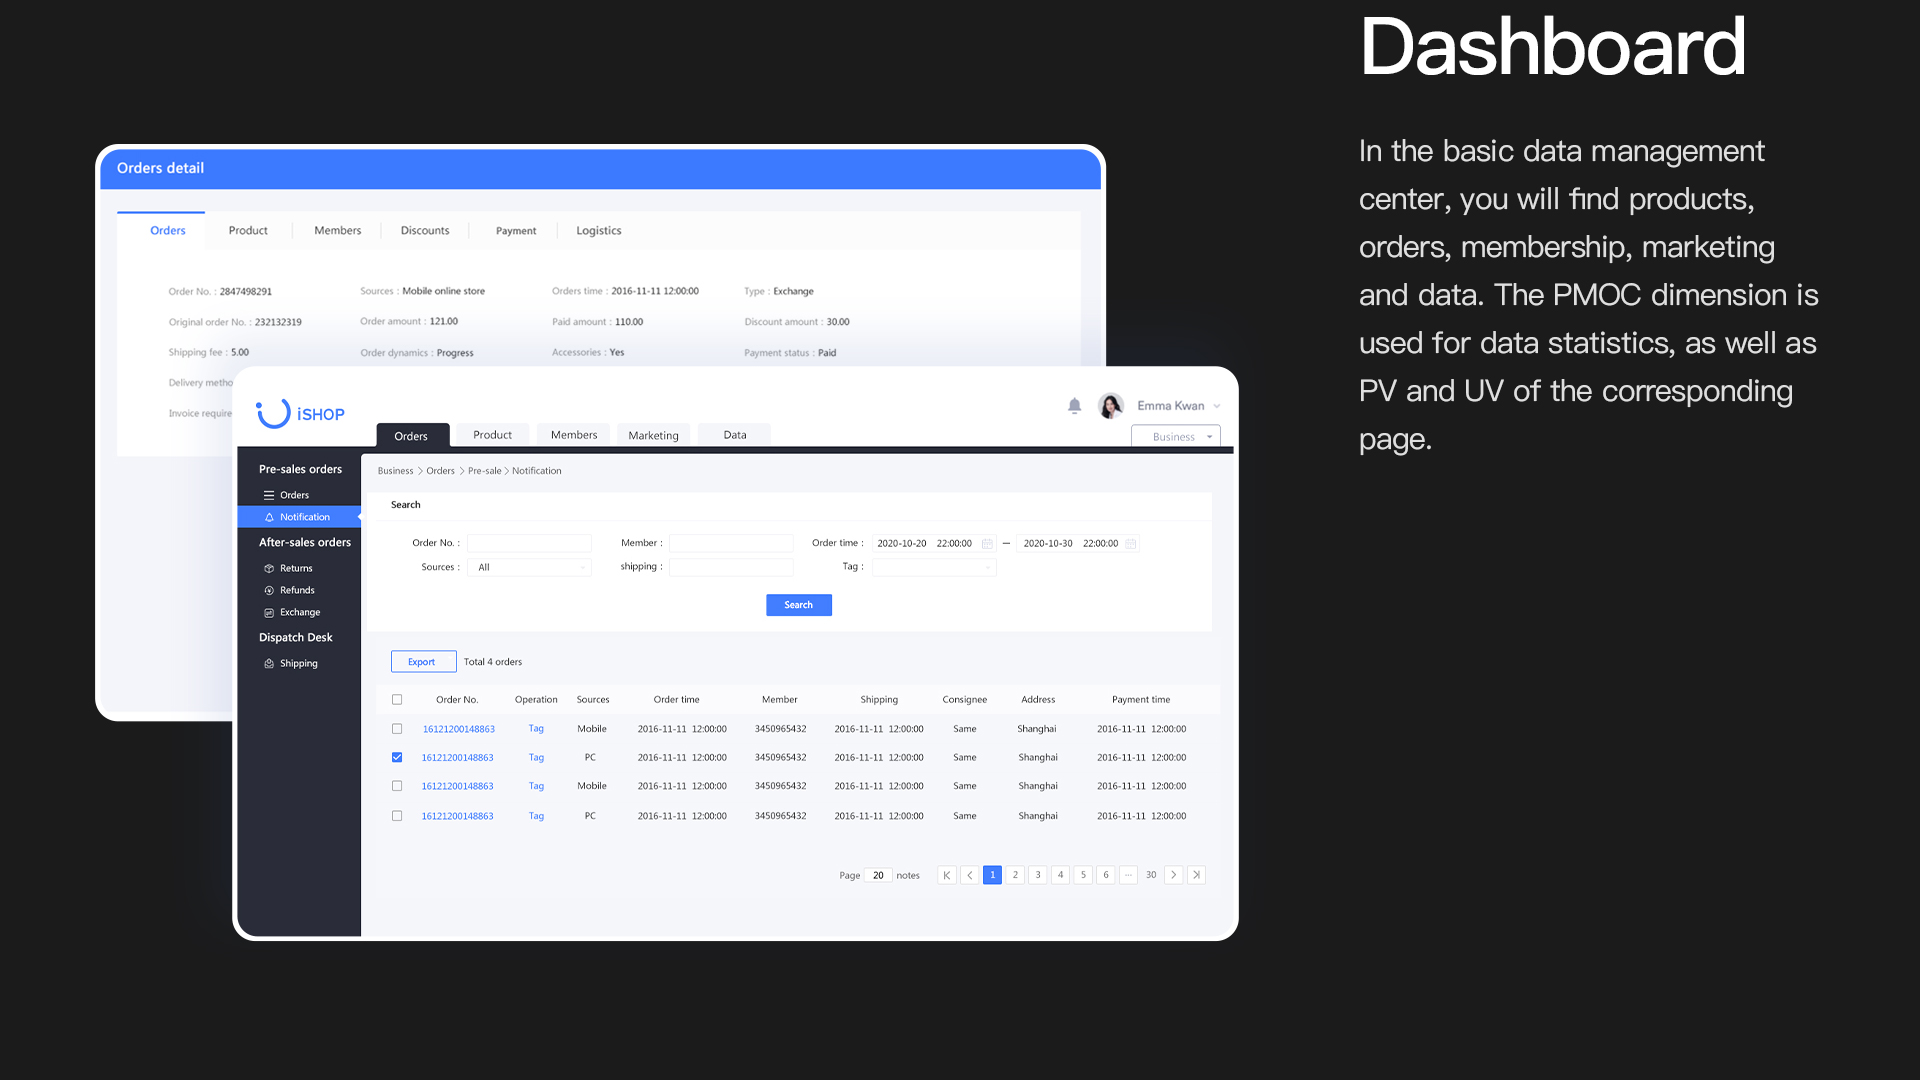 Dashboard
In the basic data management
center, you will find products,
orders, membership, marketing
and data. The PMOC dimension is
used for data statistics, as well as
PV and UV of the corresponding
page.
Orders detail
Orders Product Members Discounts Payment Logistics
Order No. : 2847498291 Sources : Mobile online store Orders time : 2016-11-11 12:00:00 Type : Exchange
Original order No. : 232132319 Order amount : 121.00 Paid amount : 110.00 Discount amount : 30.00
Shipping fee : 5.00 Order dynamics : Progress Accessories : Yes Payment status : Paid
Delivery metho
Invoice require
iSHOP
Emma Kwan
Orders Product Members Marketing Data Business
Pre-sales orders
Orders
Notification
After-sales orders
Returns
Refunds
Exchange
Dispatch Desk
Shipping
Business > Orders > Pre-sale > Notification
Search
Order No. : Member : Order time : 2020-10-20 22:00:00 — 2020-10-30 22:00:00
Sources : All shipping : Tag :
Search
Export Total 4 orders
Order No. Operation Sources Order time Member Shipping Consignee Address Payment time
16121200148863 Tag Mobile 2016-11-11 12:00:00 3450965432 2016-11-11 12:00:00 Same Shanghai 2016-11-11 12:00:00
16121200148863 Tag PC 2016-11-11 12:00:00 3450965432 2016-11-11 12:00:00 Same Shanghai 2016-11-11 12:00:00
16121200148863 Tag Mobile 2016-11-11 12:00:00 3450965432 2016-11-11 12:00:00 Same Shanghai 2016-11-11 12:00:00
16121200148863 Tag PC 2016-11-11 12:00:00 3450965432 2016-11-11 12:00:00 Same Shanghai 2016-11-11 12:00:00
Page 20 notes 1 2 3 4 5 6 ··· 30